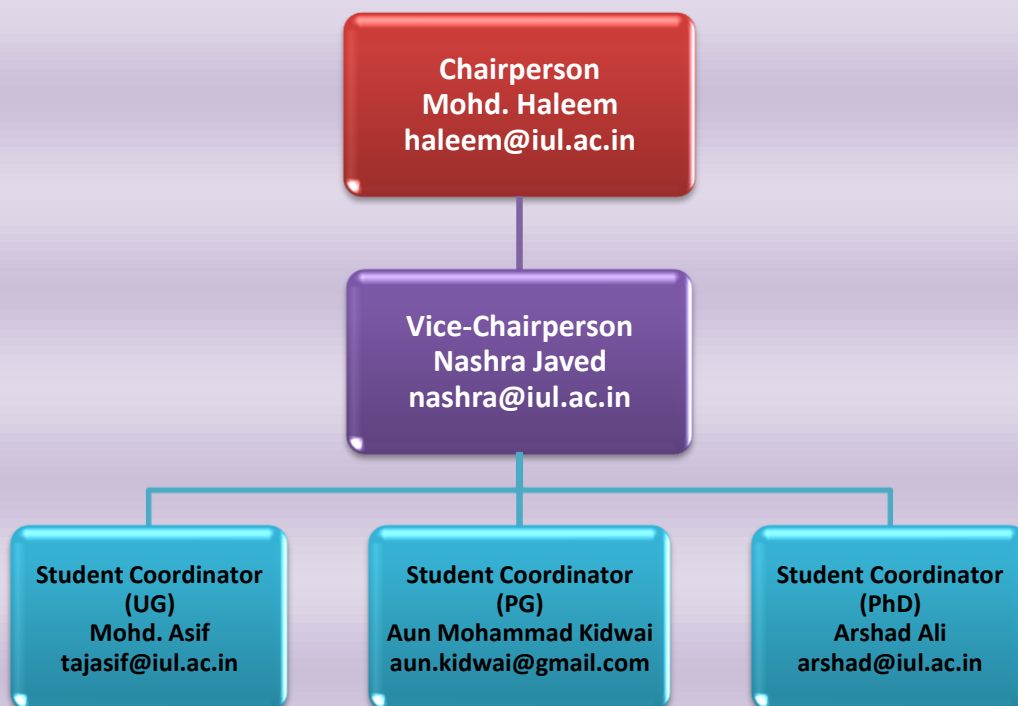 Chairperson
Mohd. Haleem
haleem@iul.ac.in
Vice-Chairperson
Nashra Javed
nashra@iul.ac.in
Student Coordinator
(UG)
Mohd. Asif
tajasif@iul.ac.in
Student Coordinator
(PG)
Aun Mohammad Kidwai
aun.kidwai@gmail.com
Student Coordinator
(PhD)
Arshad Ali
arshad@iul.ac.in